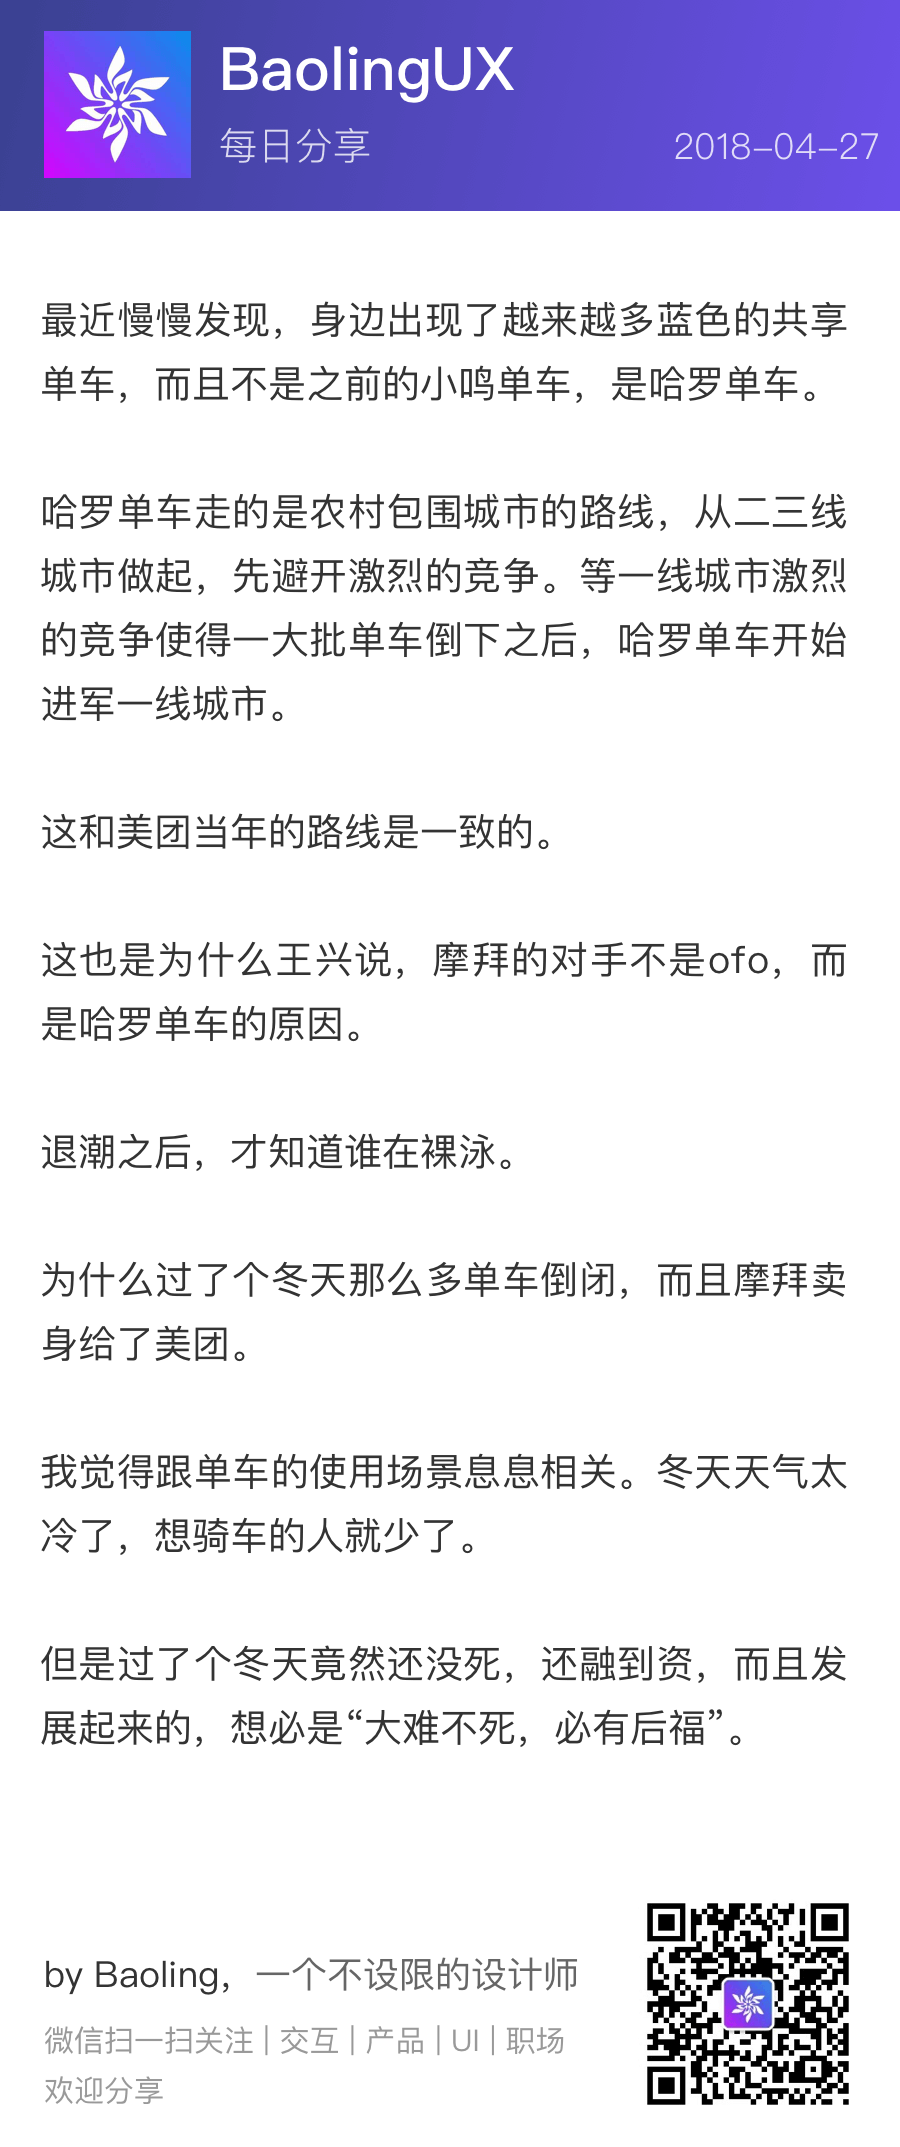 BaolingUX
每日分享
2018-04-27
最近慢慢发现，身边出现了越来越多蓝色的共享
单车，而且不是之前的小鸣单车，是哈罗单车。
哈罗单车走的是农村包围城市的路线，从二三线
城市做起，先避开激烈的竞争。等一线城市激烈
的竞争使得一大批单车倒下之后，哈罗单车开始
进军一线城市。
这和美团当年的路线是一致的。
这也是为什么王兴说，摩拜的对手不是ofo，而
是哈罗单车的原因。
退潮之后，才知道谁在裸泳。
为什么过了个冬天那么多单车倒闭，而且摩拜卖
身给了美团。
我觉得跟单车的使用场景息息相关。冬天天气太
冷了，想骑车的人就少了。
但是过了个冬天竟然还没死，还融到资，而且发
展起来的，想必是“大难不死，必有后福”。
by Baoling，一个不设限的设计师
微信扫一扫关注 | 交互 | 产品 | UI | 职场
欢迎分享